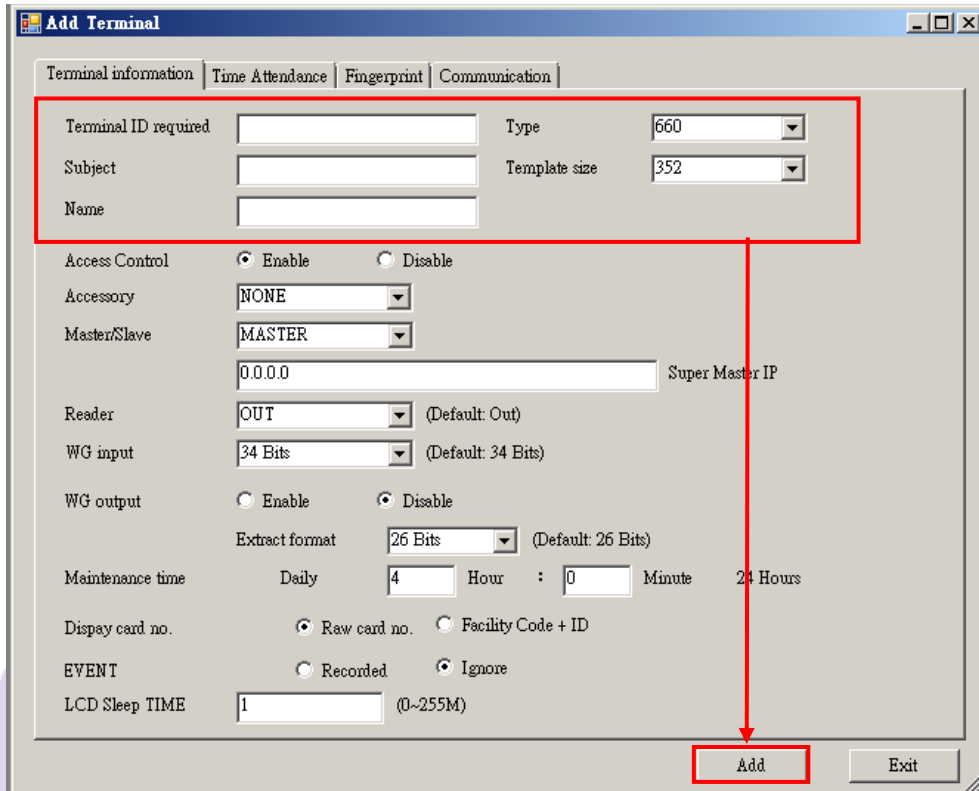 Add Terminal
Terminal information Time Attendance Fingerprint Communication
Terminal ID required Type 660
Subject Template size 352
Name
Access Control Enable Disable
Accessory NONE
Master/Slave MASTER
0.0.0.0 Super Master IP
Reader OUT (Default: Out)
WG input 34 Bits (Default: 34 Bits)
WG output Enable Disable
Extract format 26 Bits (Default: 26 Bits)
Maintenance time Daily 4 Hour : 0 Minute 24 Hours
Dispay card no. Raw card no. Facility Code + ID
EVENT Recorded Ignore
LCD Sleep TIME 1 (0~255M)
Add Exit